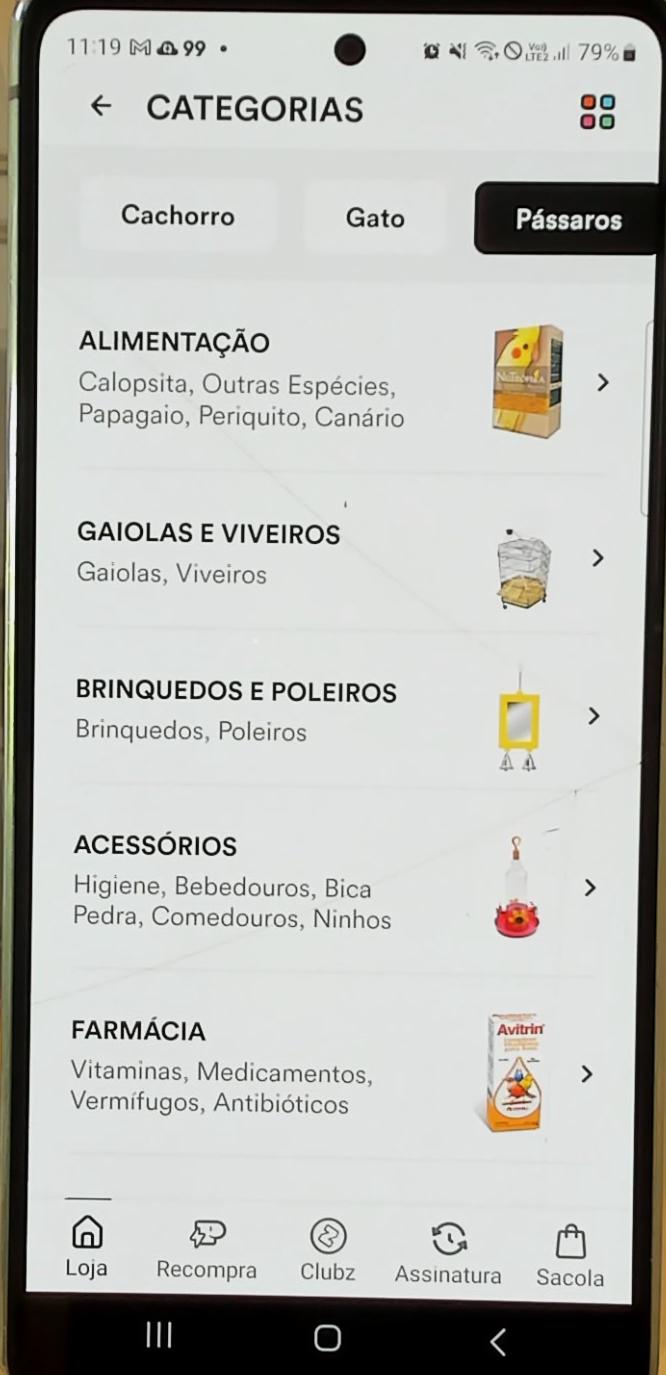 11:19 M 99 •
Vo)) LTE2 79%
CATEGORIAS
Cachorro Gato Pássaros
ALIMENTAÇÃO
Calopsita, Outras Espécies,
Papagaio, Periquito, Canário
GAIOLAS E VIVEIROS
Gaiolas, Viveiros
BRINQUEDOS E POLEIROS
Brinquedos, Poleiros
ACESSÓRIOS
Higiene, Bebedouros, Bica
Pedra, Comedouros, Ninhos
FARMÁCIA
Avitrin
Vitaminas, Medicamentos,
Vermífugos, Antibióticos
Loja Recompra Clubz Assinatura Sacola